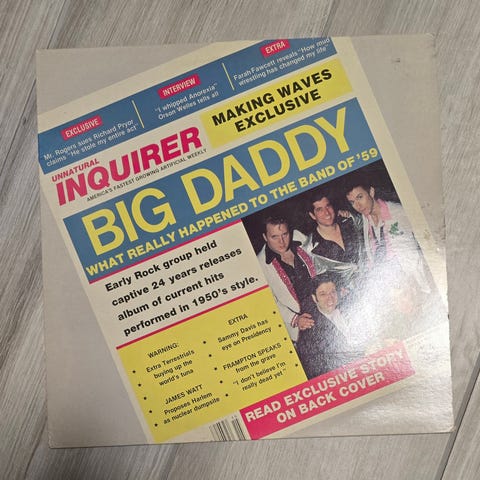 EXCLUSIVE
Mr. Rogers sues Richard Pryor
claims "He stole my entire act"
INTERVIEW
"I whipped Anorexia"
Orson Welles tells all
EXTRA
Farah Fawcett reveals "How mud
wrestling has changed my life"
UNNATURAL
INQUIRER
AMERICA'S FASTEST GROWING ARTIFICIAL WEEKLY
MAKING WAVES
EXCLUSIVE
BIG DADDY
WHAT REALLY HAPPENED TO THE BAND OF '59
Early Rock group held
captive 24 years releases
album of current hits
performed in 1950's style.
WARNING:
Extra Terrestrials
buying up the
world's tuna
JAMES WATT
Proposes Harlem
as nuclear dumpsite
EXTRA
Sammy Davis has
eye on Presidency
FRAMPTON SPEAKS
from the grave
"I don't believe I'm
really dead yet"
READ EXCLUSIVE STORY
ON BACK COVER